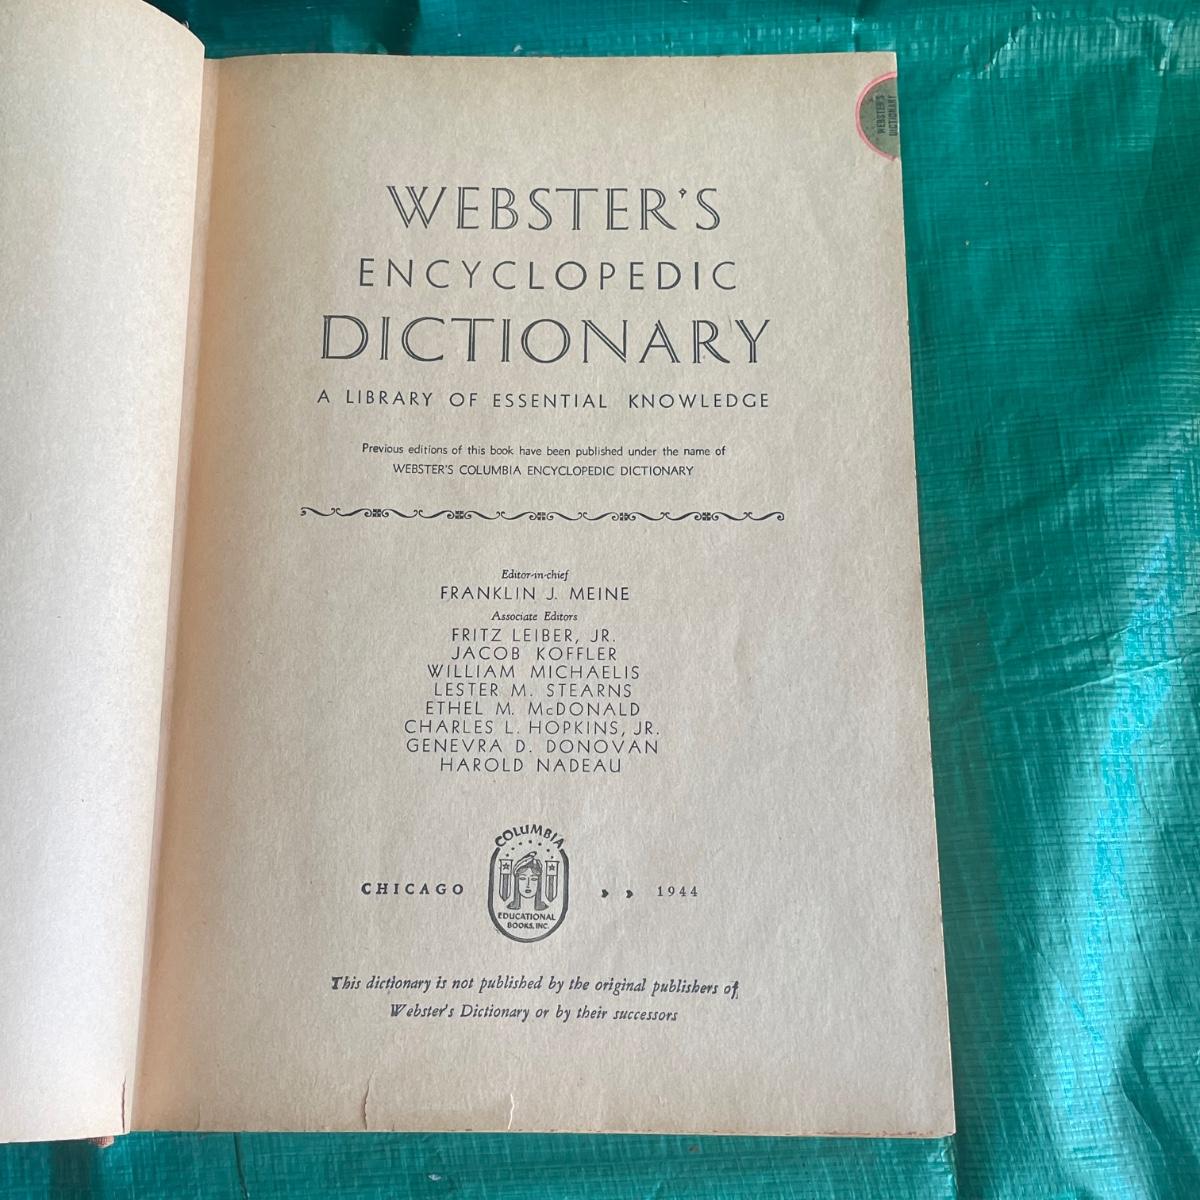 WEBSTER'S
DICTIONARY
WEBSTER'S
ENCYCLOPEDIC
DICTIONARY
A LIBRARY OF ESSENTIAL KNOWLEDGE
Previous editions of this book have been published under the name of
WEBSTER'S COLUMBIA ENCYCLOPEDIC DICTIONARY
Editor-in-chief
FRANKLIN J. MEINE
Associate Editors
FRITZ LEIBER, JR.
JACOB KOFFLER
WILLIAM MICHAELIS
LESTER M. STEARNS
ETHEL M. McDONALD
CHARLES L. HOPKINS, JR.
GENEVRA D. DONOVAN
HAROLD NADEAU
COLUMBIA
EDUCATIONAL
BOOKS, INC.
CHICAGO 1944
This dictionary is not published by the original publishers of
Webster's Dictionary or by their successors